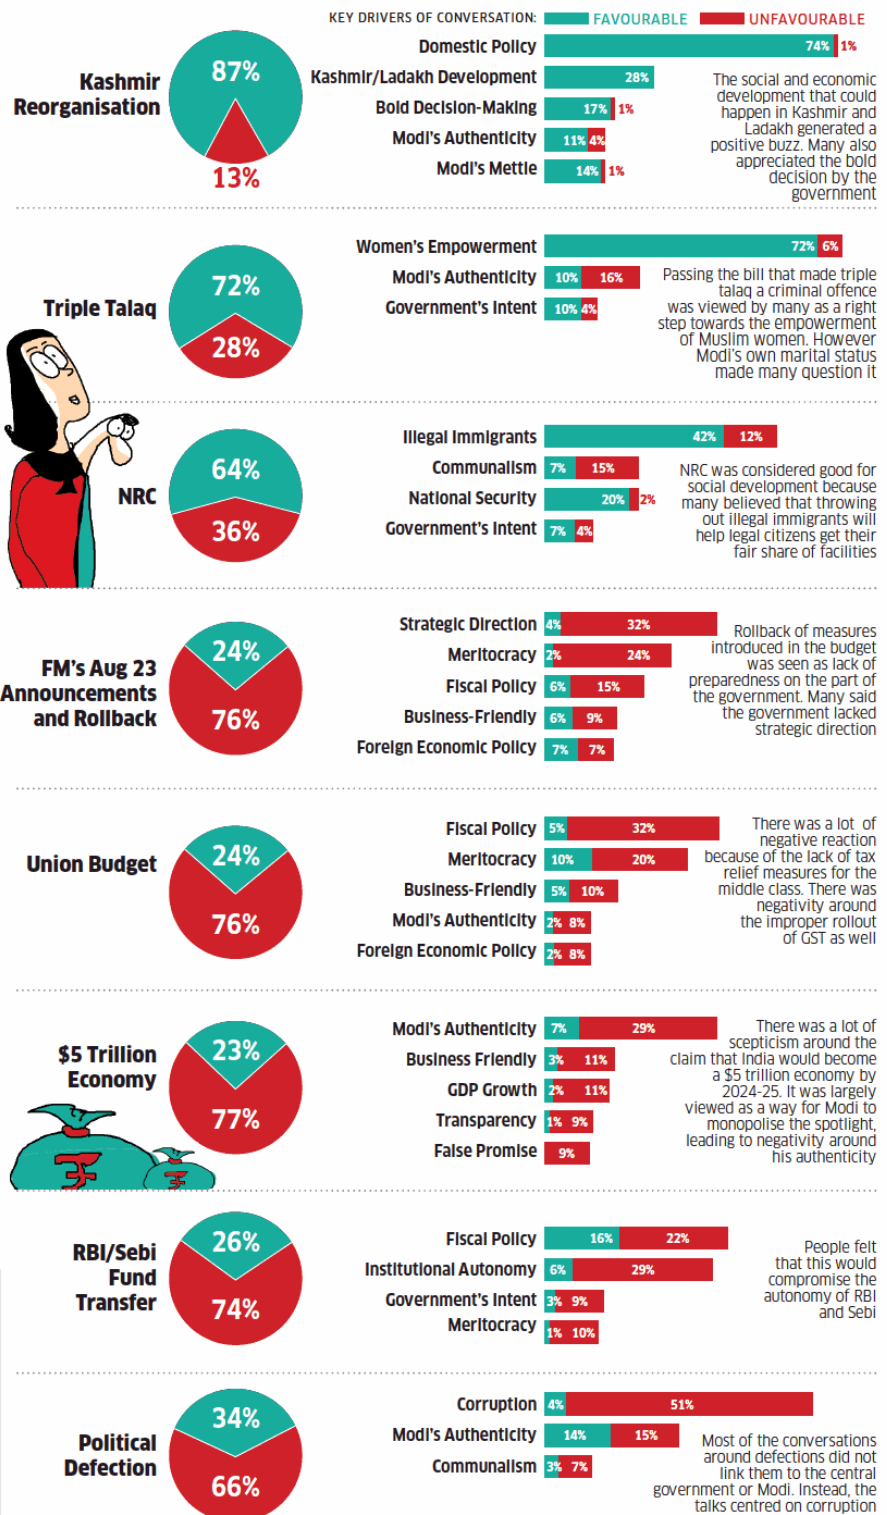 KEY DRIVERS OF CONVERSATION: FAVOURABLE UNFAVOURABLE
Kashmir
Reorganisation
87%
13%
Domestic Policy 74% 1%
Kashmir/Ladakh Development 28%
Bold Decision-Making 17% 1%
Modi's Authenticity 11% 4%
Modi's Mettle 14% 1%
The social and economic
development that could
happen in Kashmir and
Ladakh generated a
positive buzz. Many also
appreciated the bold
decision by the
government
Triple Talaq
72%
28%
Women's Empowerment 72% 6%
Modi's Authenticity 10% 16%
Government's Intent 10% 4%
Passing the bill that made triple
talaq a criminal offence
was viewed by many as a right
step towards the empowerment
of Muslim women. However
Modi's own marital status
made many question it
NRC
64%
36%
Illegal Immigrants 42% 12%
Communalism 7% 15%
National Security 20% 2%
Government's Intent 7% 4%
NRC was considered good for
social development because
many believed that throwing
out illegal immigrants will
help legal citizens get their
fair share of facilities
FM's Aug 23
Announcements
and Rollback
24%
76%
Strategic Direction 4% 32%
Meritocracy 2% 24%
Fiscal Policy 6% 15%
Business-Friendly 6% 9%
Foreign Economic Policy 7% 7%
Rollback of measures
introduced in the budget
was seen as lack of
preparedness on the part of
the government. Many said
the government lacked
strategic direction
Union Budget
24%
76%
Fiscal Policy 5% 32%
Meritocracy 10% 20%
Business-Friendly 5% 10%
Modi's Authenticity 2% 8%
Foreign Economic Policy 2% 8%
There was a lot of
negative reaction
because of the lack of tax
relief measures for the
middle class. There was
negativity around
the improper rollout
of GST as well
$5 Trillion
Economy
23%
77%
Modi's Authenticity 7% 29%
Business Friendly 3% 11%
GDP Growth 2% 11%
Transparency 1% 9%
False Promise 9%
There was a lot of
scepticism around the
claim that India would become
a $5 trillion economy by
2024-25. It was largely
viewed as a way for Modi to
monopolise the spotlight,
leading to negativity around
his authenticity
RBI/Sebi
Fund
Transfer
26%
74%
Fiscal Policy 16% 22%
Institutional Autonomy 6% 29%
Government's Intent 3% 9%
Meritocracy 1% 10%
People felt
that this would
compromise the
autonomy of RBI
and Sebi
Political
Defection
34%
66%
Corruption 4% 51%
Modi's Authenticity 14% 15%
Communalism 3% 7%
Most of the conversations
around defections did not
link them to the central
government or Modi. Instead, the
talks centred on corruption